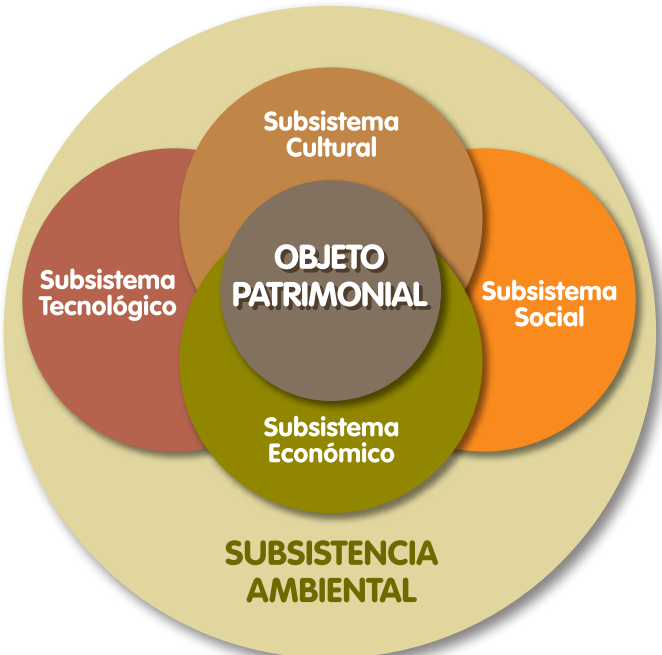 Subsistema
Cultural
OBJETO
PATRIMONIAL
Subsistema
Tecnológico
Subsistema
Social
Subsistema
Económico
SUBSISTENCIA
AMBIENTAL